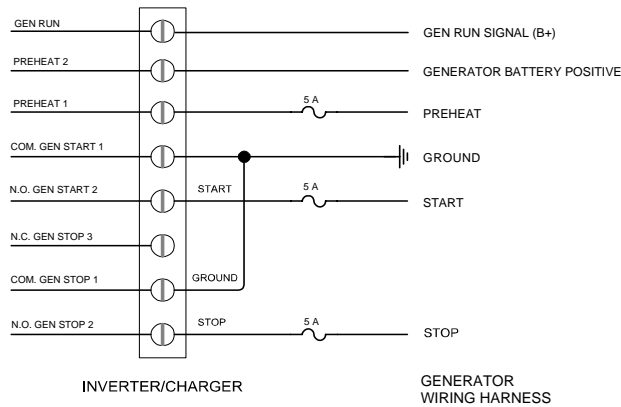 GEN RUN
GEN RUN SIGNAL (B+)
PREHEAT 2
GENERATOR BATTERY POSITIVE
PREHEAT 1
5 A
PREHEAT
COM. GEN START 1
GROUND
N.O. GEN START 2
START
5 A
START
N.C. GEN STOP 3
COM. GEN STOP 1
GROUND
N.O. GEN STOP 2
STOP
5 A
STOP
INVERTER/CHARGER
GENERATOR
WIRING HARNESS